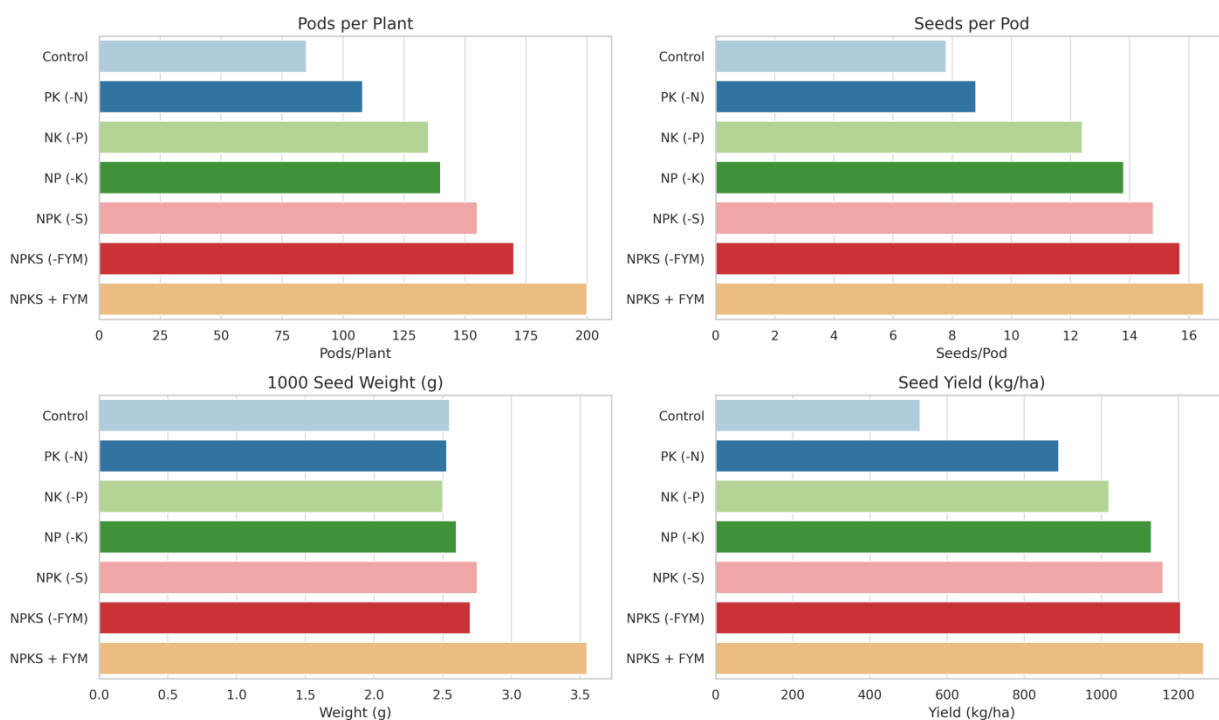 Pods per Plant
Control
PK (-N)
NK (-P)
NP (-K)
NPK (-S)
NPKS (-FYM)
NPKS + FYM
0 25 50 75 100 125 150 175 200
Pods/Plant
Seeds per Pod
Control
PK (-N)
NK (-P)
NP (-K)
NPK (-S)
NPKS (-FYM)
NPKS + FYM
0 2 4 6 8 10 12 14 16
Seeds/Pod
1000 Seed Weight (g)
Control
PK (-N)
NK (-P)
NP (-K)
NPK (-S)
NPKS (-FYM)
NPKS + FYM
0.0 0.5 1.0 1.5 2.0 2.5 3.0 3.5
Weight (g)
Seed Yield (kg/ha)
Control
PK (-N)
NK (-P)
NP (-K)
NPK (-S)
NPKS (-FYM)
NPKS + FYM
0 200 400 600 800 1000 1200
Yield (kg/ha)